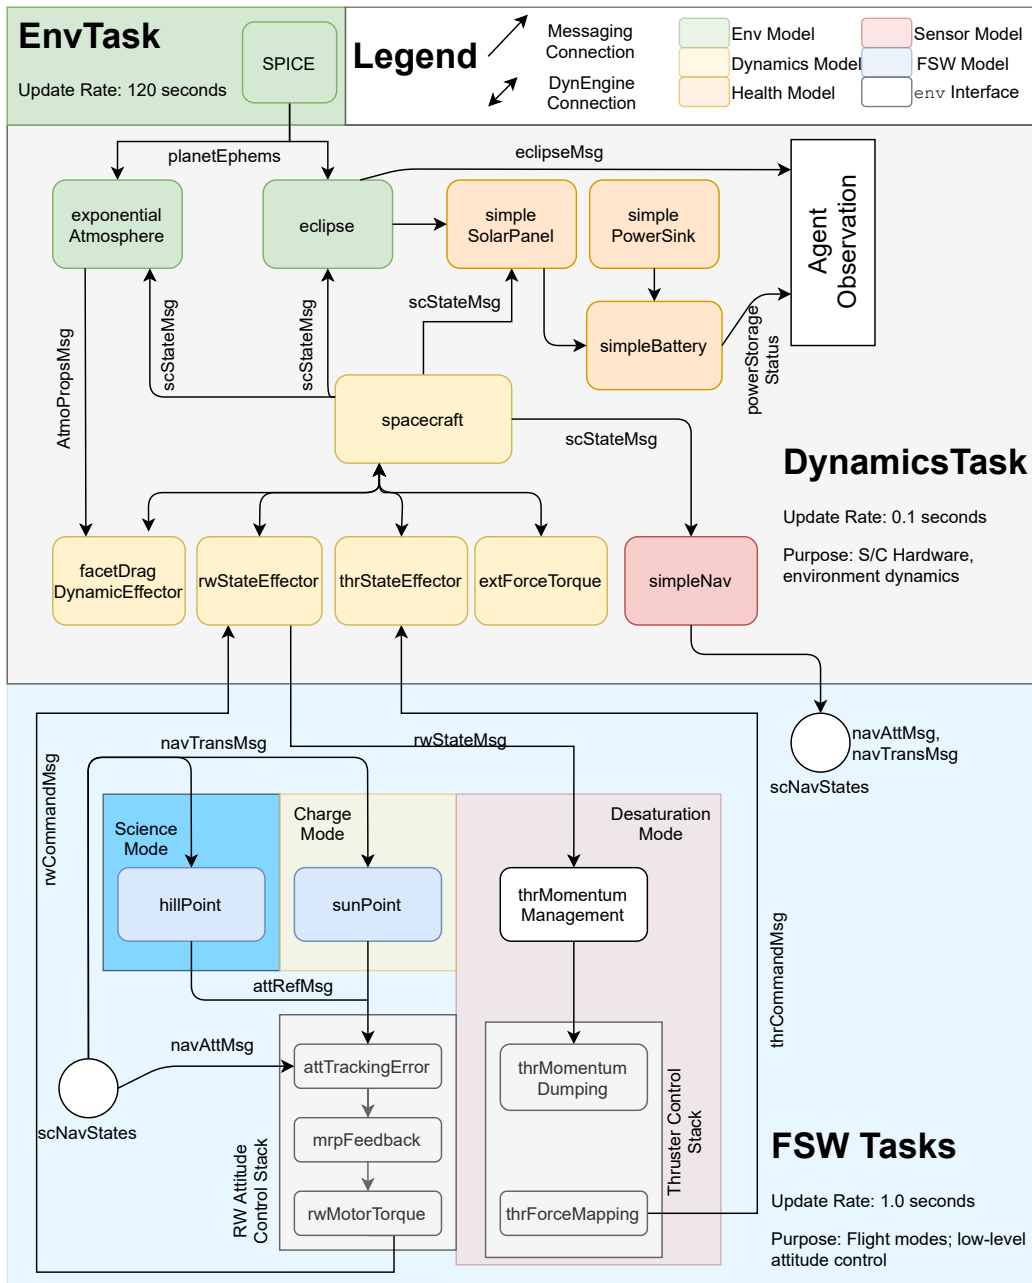 EnvTask
Update Rate: 120 seconds
SPICE
Legend
Messaging
Connection
DynEngine
Connection
Env Model
Dynamics Model
Health Model
Sensor Model
FSW Model
env Interface
planetEphems
eclipseMsg
exponential
Atmosphere
eclipse
simple
SolarPanel
simple
PowerSink
Agent
Observation
scStateMsg
scStateMsg
scStateMsg
simpleBattery
powerStorage
Status
AtmoPropsMsg
spacecraft
scStateMsg
DynamicsTask
Update Rate: 0.1 seconds
Purpose: S/C Hardware,
environment dynamics
facetDrag
DynamicEffector
rwStateEffector
thrStateEffector
extForceTorque
simpleNav
navTransMsg
rwStateMsg
navAttMsg,
navTransMsg
scNavStates
rwCommandMsg
Science
Mode
Charge
Mode
Desaturation
Mode
hillPoint
sunPoint
thrMomentum
Management
thrCommandMsg
attRefMsg
navAttMsg
scNavStates
attTrackingError
mrpFeedback
rwMotorTorque
RW Attitude
Control Stack
thrMomentum
Dumping
thrForceMapping
Thruster Control
Stack
FSW Tasks
Update Rate: 1.0 seconds
Purpose: Flight modes; low-level
attitude control